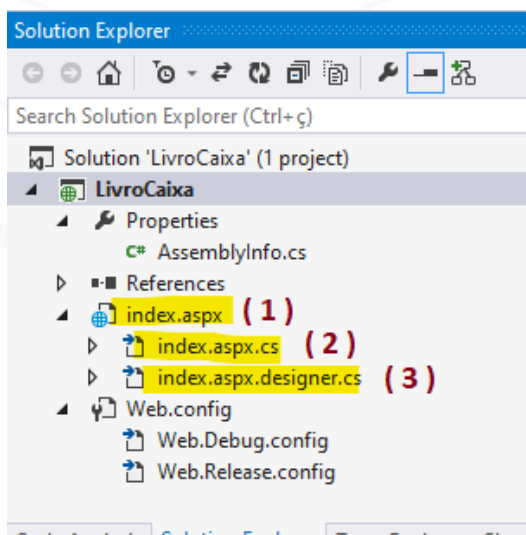 Solution Explorer
Search Solution Explorer (Ctrl+ç)
Solution 'LivroCaixa' (1 project)
LivroCaixa
Properties
C# AssemblyInfo.cs
References
index.aspx ( 1 )
index.aspx.cs ( 2 )
index.aspx.designer.cs ( 3 )
Web.config
Web.Debug.config
Web.Release.config